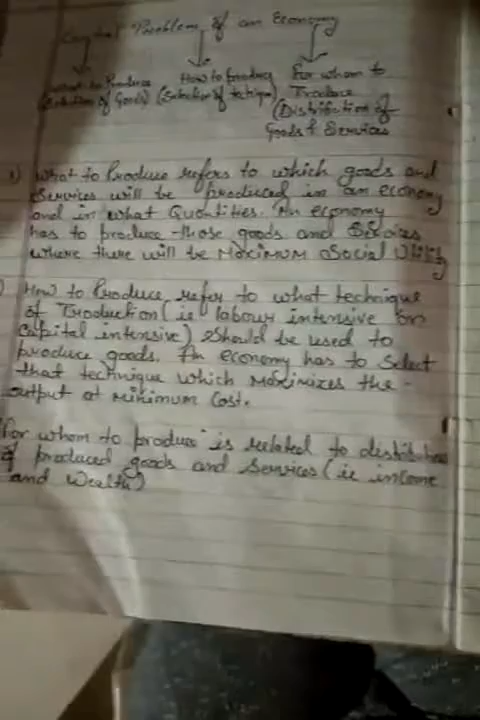 Central Problem of an Economy
What to Produce How to Produce For whom to
(Selection of Goods) (Selection of technique) Produce
(Distribution of
Goods & Services
1) What to Produce refers to which goods and
Services will be produced in an economy
and in what Quantities. An economy
has to produce those goods and Services
where there will be Maximum Social Utility
How to Produce refer to what technique
of Production (ie labour intensive or
Capital intensive) should be used to
produce goods. An economy has to Select
that technique which Maximizes the
output at Minimum Cost.
for whom to produce is related to distribution
of produced goods and Services (ie income
and Wealth)